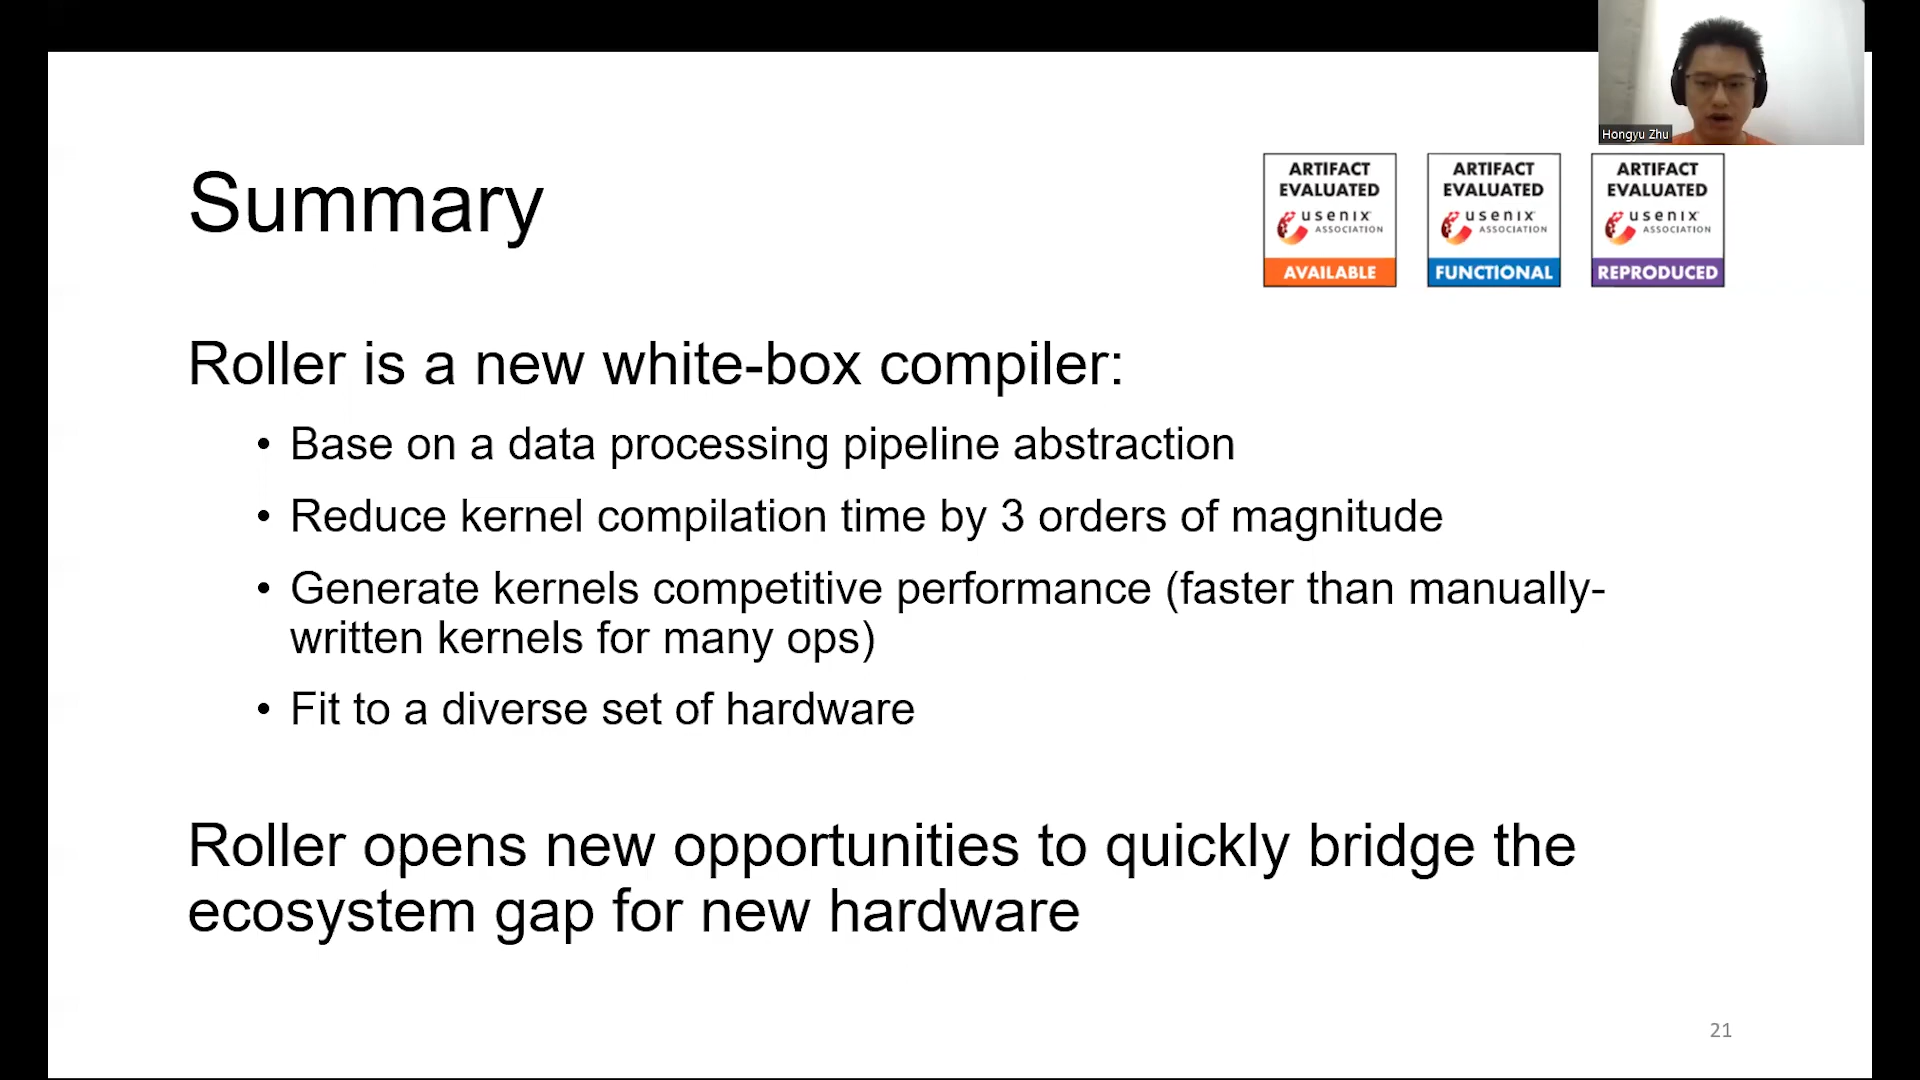 Hongyu Zhu
Summary
ARTIFACT
EVALUATED
usenix
ASSOCIATION
AVAILABLE
ARTIFACT
EVALUATED
usenix
ASSOCIATION
FUNCTIONAL
ARTIFACT
EVALUATED
usenix
ASSOCIATION
REPRODUCED
Roller is a new white-box compiler:
• Base on a data processing pipeline abstraction
• Reduce kernel compilation time by 3 orders of magnitude
• Generate kernels competitive performance (faster than manually-
written kernels for many ops)
• Fit to a diverse set of hardware
Roller opens new opportunities to quickly bridge the
ecosystem gap for new hardware
21